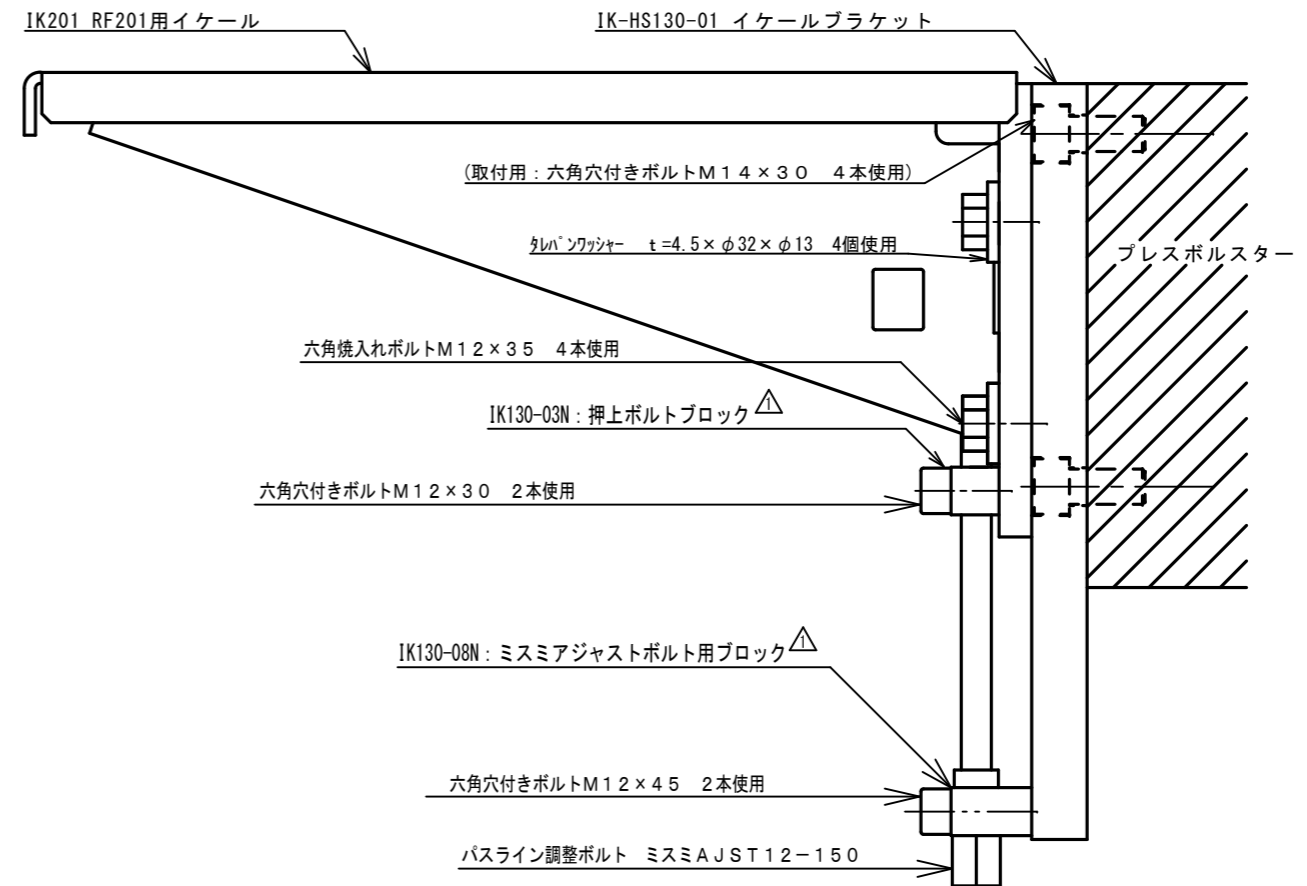 IK201 RF201用イケール
IK-HS130-01 イケールブラケット
(取付用：六角穴付きボルトM14×30 4本使用)
ﾀﾚﾊﾟﾝﾜｯｼｬｰ t=4.5×φ32×φ13 4個使用
プレスボルスター
六角焼入れボルトM12×35 4本使用
IK130-03N：押上ボルトブロック 1
六角穴付きボルトM12×30 2本使用
IK130-08N：ミスミアジャストボルト用ブロック 1
六角穴付きボルトM12×45 2本使用
パスライン調整ボルト ミスミAJST12-150